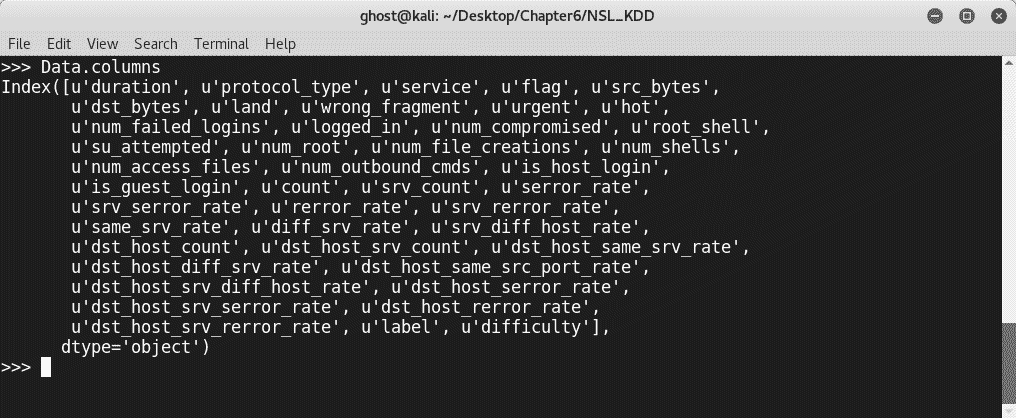 ghost@kali: ~/Desktop/Chapter6/NSL_KDD
File Edit View Search Terminal Help
>>> Data.columns
Index([u'duration', u'protocol_type', u'service', u'flag', u'src_bytes',
       u'dst_bytes', u'land', u'wrong_fragment', u'urgent', u'hot',
       u'num_failed_logins', u'logged_in', u'num_compromised', u'root_shell',
       u'su_attempted', u'num_root', u'num_file_creations', u'num_shells',
       u'num_access_files', u'num_outbound_cmds', u'is_host_login',
       u'is_guest_login', u'count', u'srv_count', u'serror_rate',
       u'srv_serror_rate', u'rerror_rate', u'srv_rerror_rate',
       u'same_srv_rate', u'diff_srv_rate', u'srv_diff_host_rate',
       u'dst_host_count', u'dst_host_srv_count', u'dst_host_same_srv_rate',
       u'dst_host_diff_srv_rate', u'dst_host_same_src_port_rate',
       u'dst_host_srv_diff_host_rate', u'dst_host_serror_rate',
       u'dst_host_srv_serror_rate', u'dst_host_rerror_rate',
       u'dst_host_srv_rerror_rate', u'label', u'difficulty'],
      dtype='object')
>>>